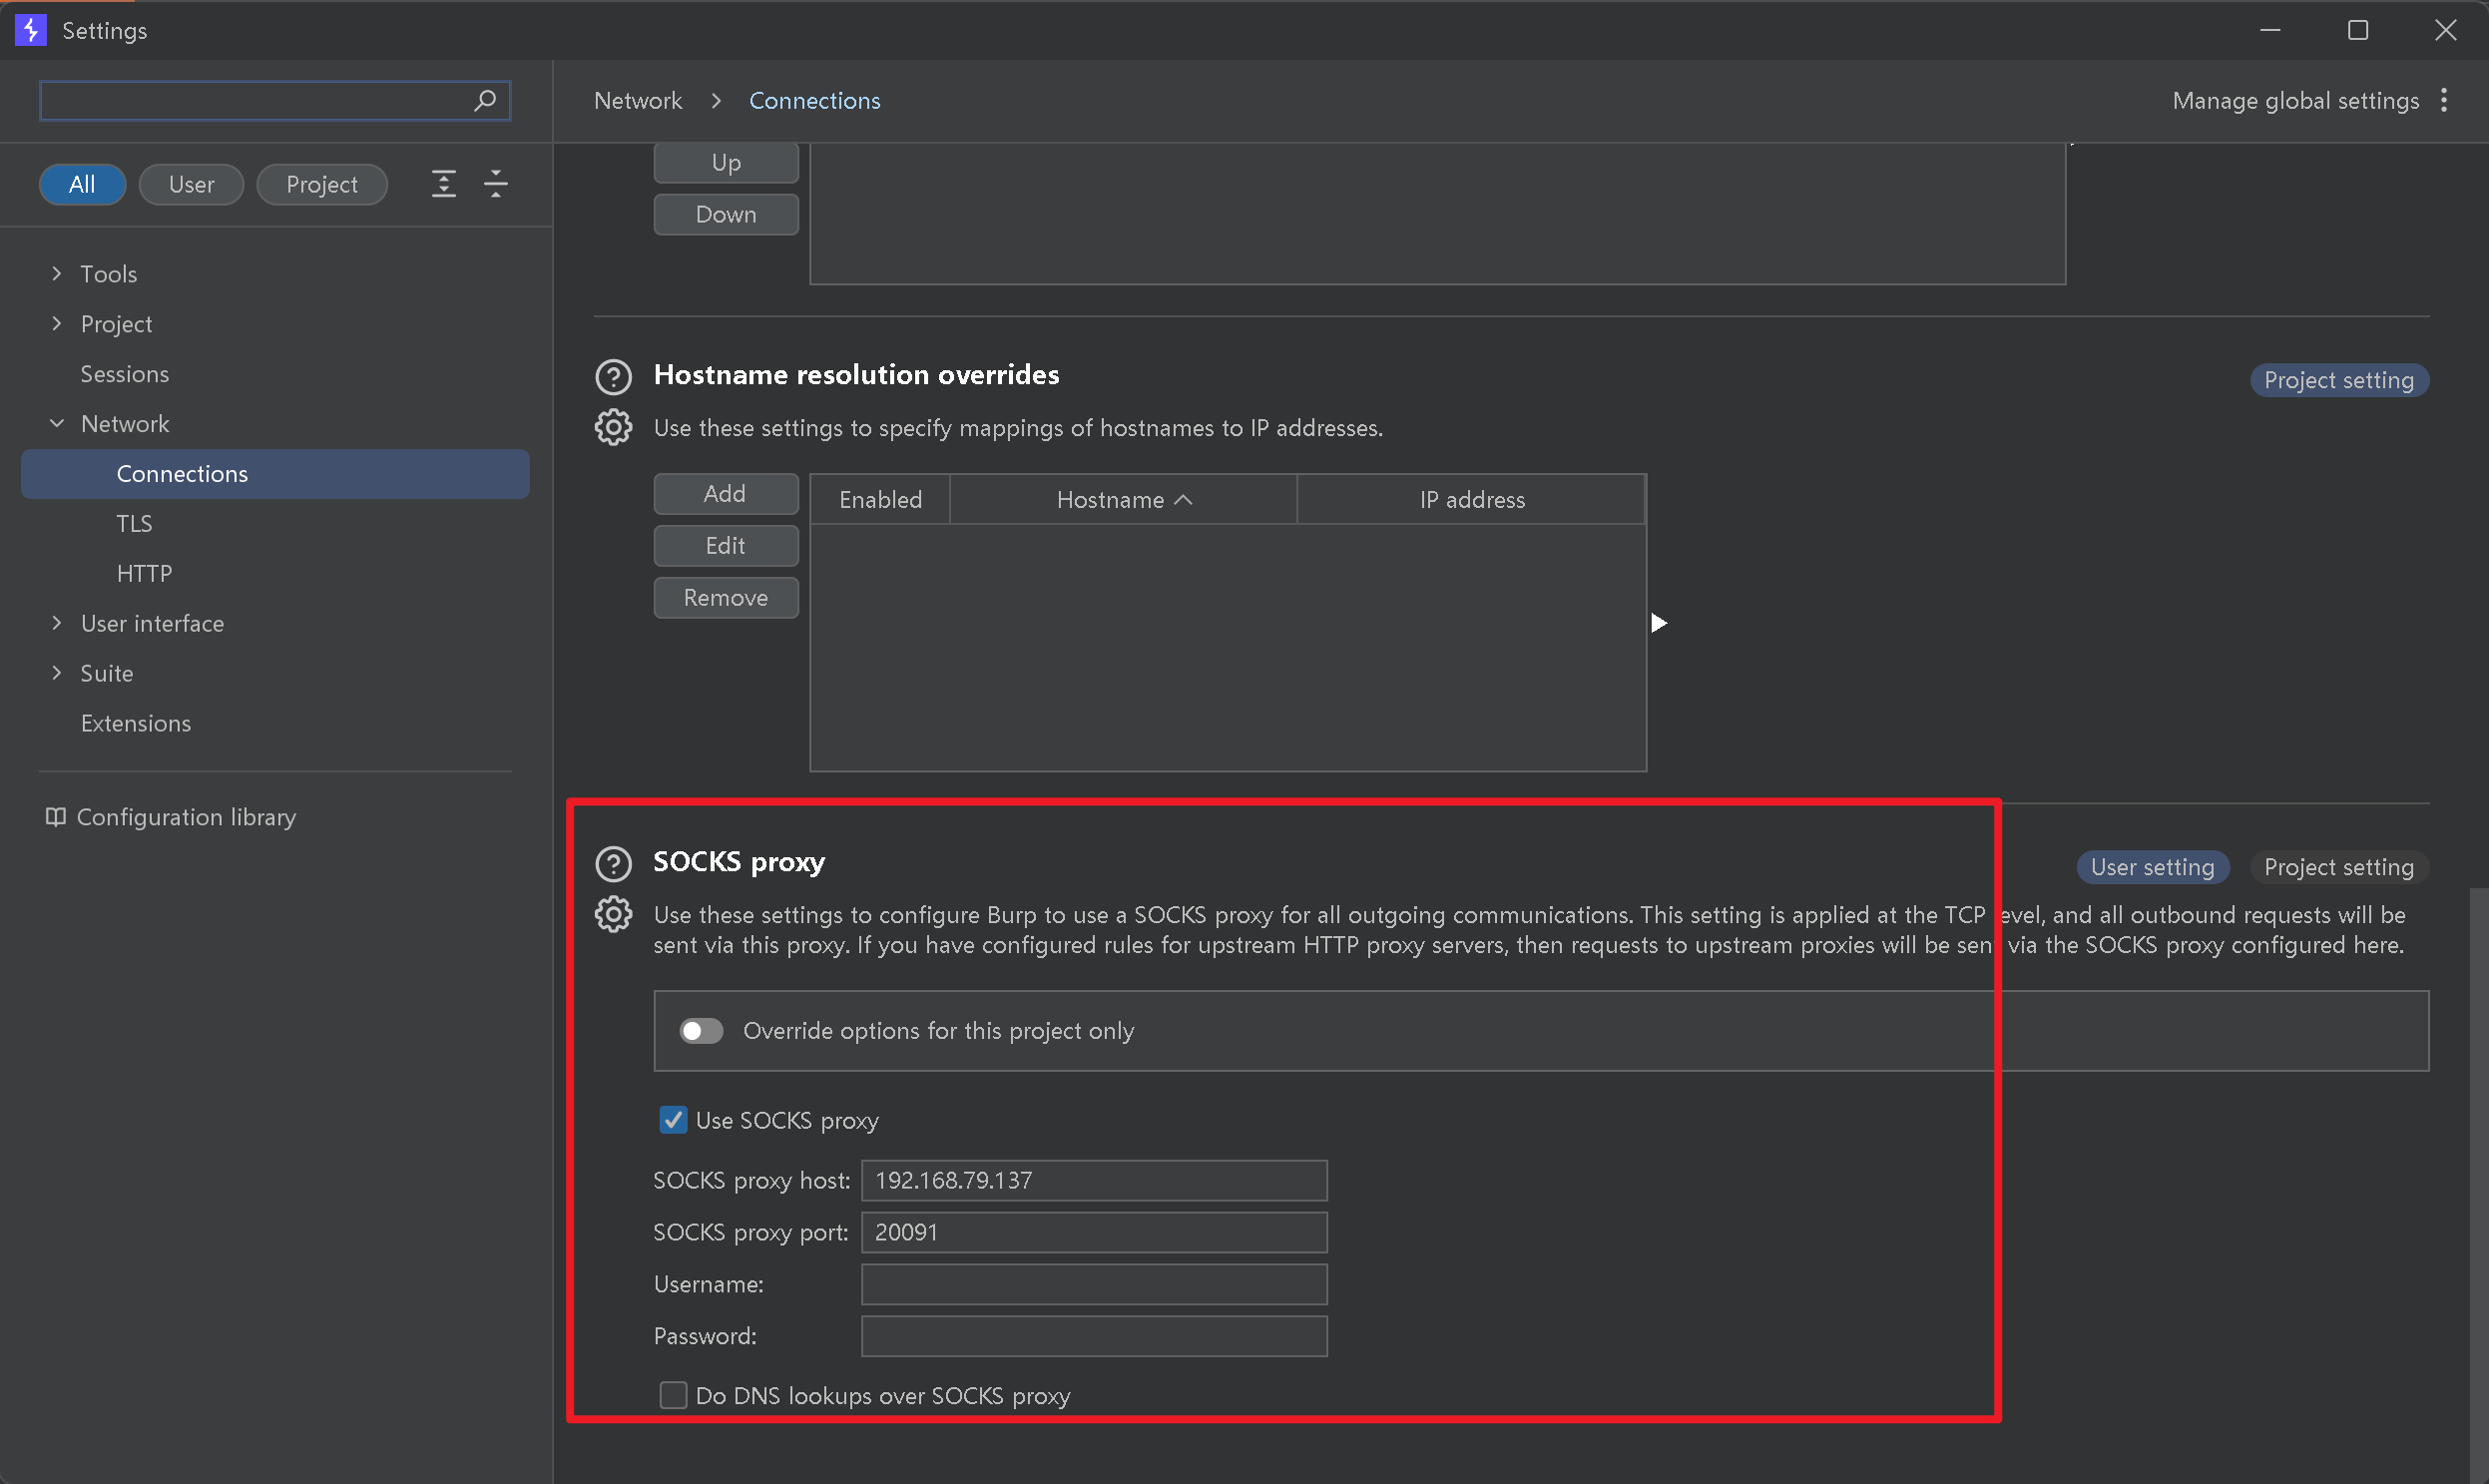 Settings
Network > Connections
Manage global settings
All
User
Project
Up
Down
Tools
Project
Sessions
Network
Connections
TLS
HTTP
User interface
Suite
Extensions
Configuration library
Hostname resolution overrides
Project setting
Use these settings to specify mappings of hostnames to IP addresses.
Add
Edit
Remove
Enabled
Hostname
IP address
SOCKS proxy
User setting
Project setting
Use these settings to configure Burp to use a SOCKS proxy for all outgoing communications. This setting is applied at the TCP level, and all outbound requests will be
sent via this proxy. If you have configured rules for upstream HTTP proxy servers, then requests to upstream proxies will be sent via the SOCKS proxy configured here.
Override options for this project only
Use SOCKS proxy
SOCKS proxy host: 192.168.79.137
SOCKS proxy port: 20091
Username:
Password:
Do DNS lookups over SOCKS proxy